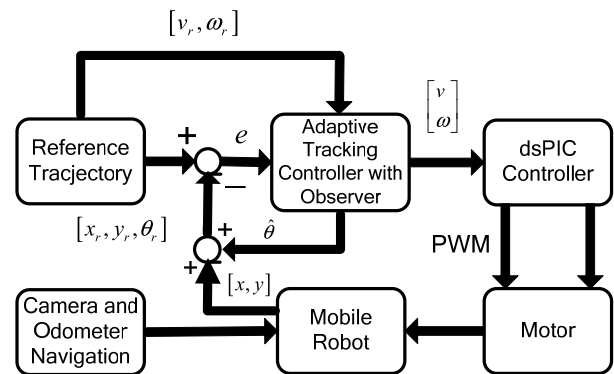 [v_r, ω_r]
Reference
Tracjectory
+
e
−
Adaptive
Tracking
Controller with
Observer
[v
ω]
dsPIC
Controller
[x_r, y_r, θ_r]
+
θ̂
+
[x, y]
PWM
Camera and
Odometer
Navigation
Mobile
Robot
Motor